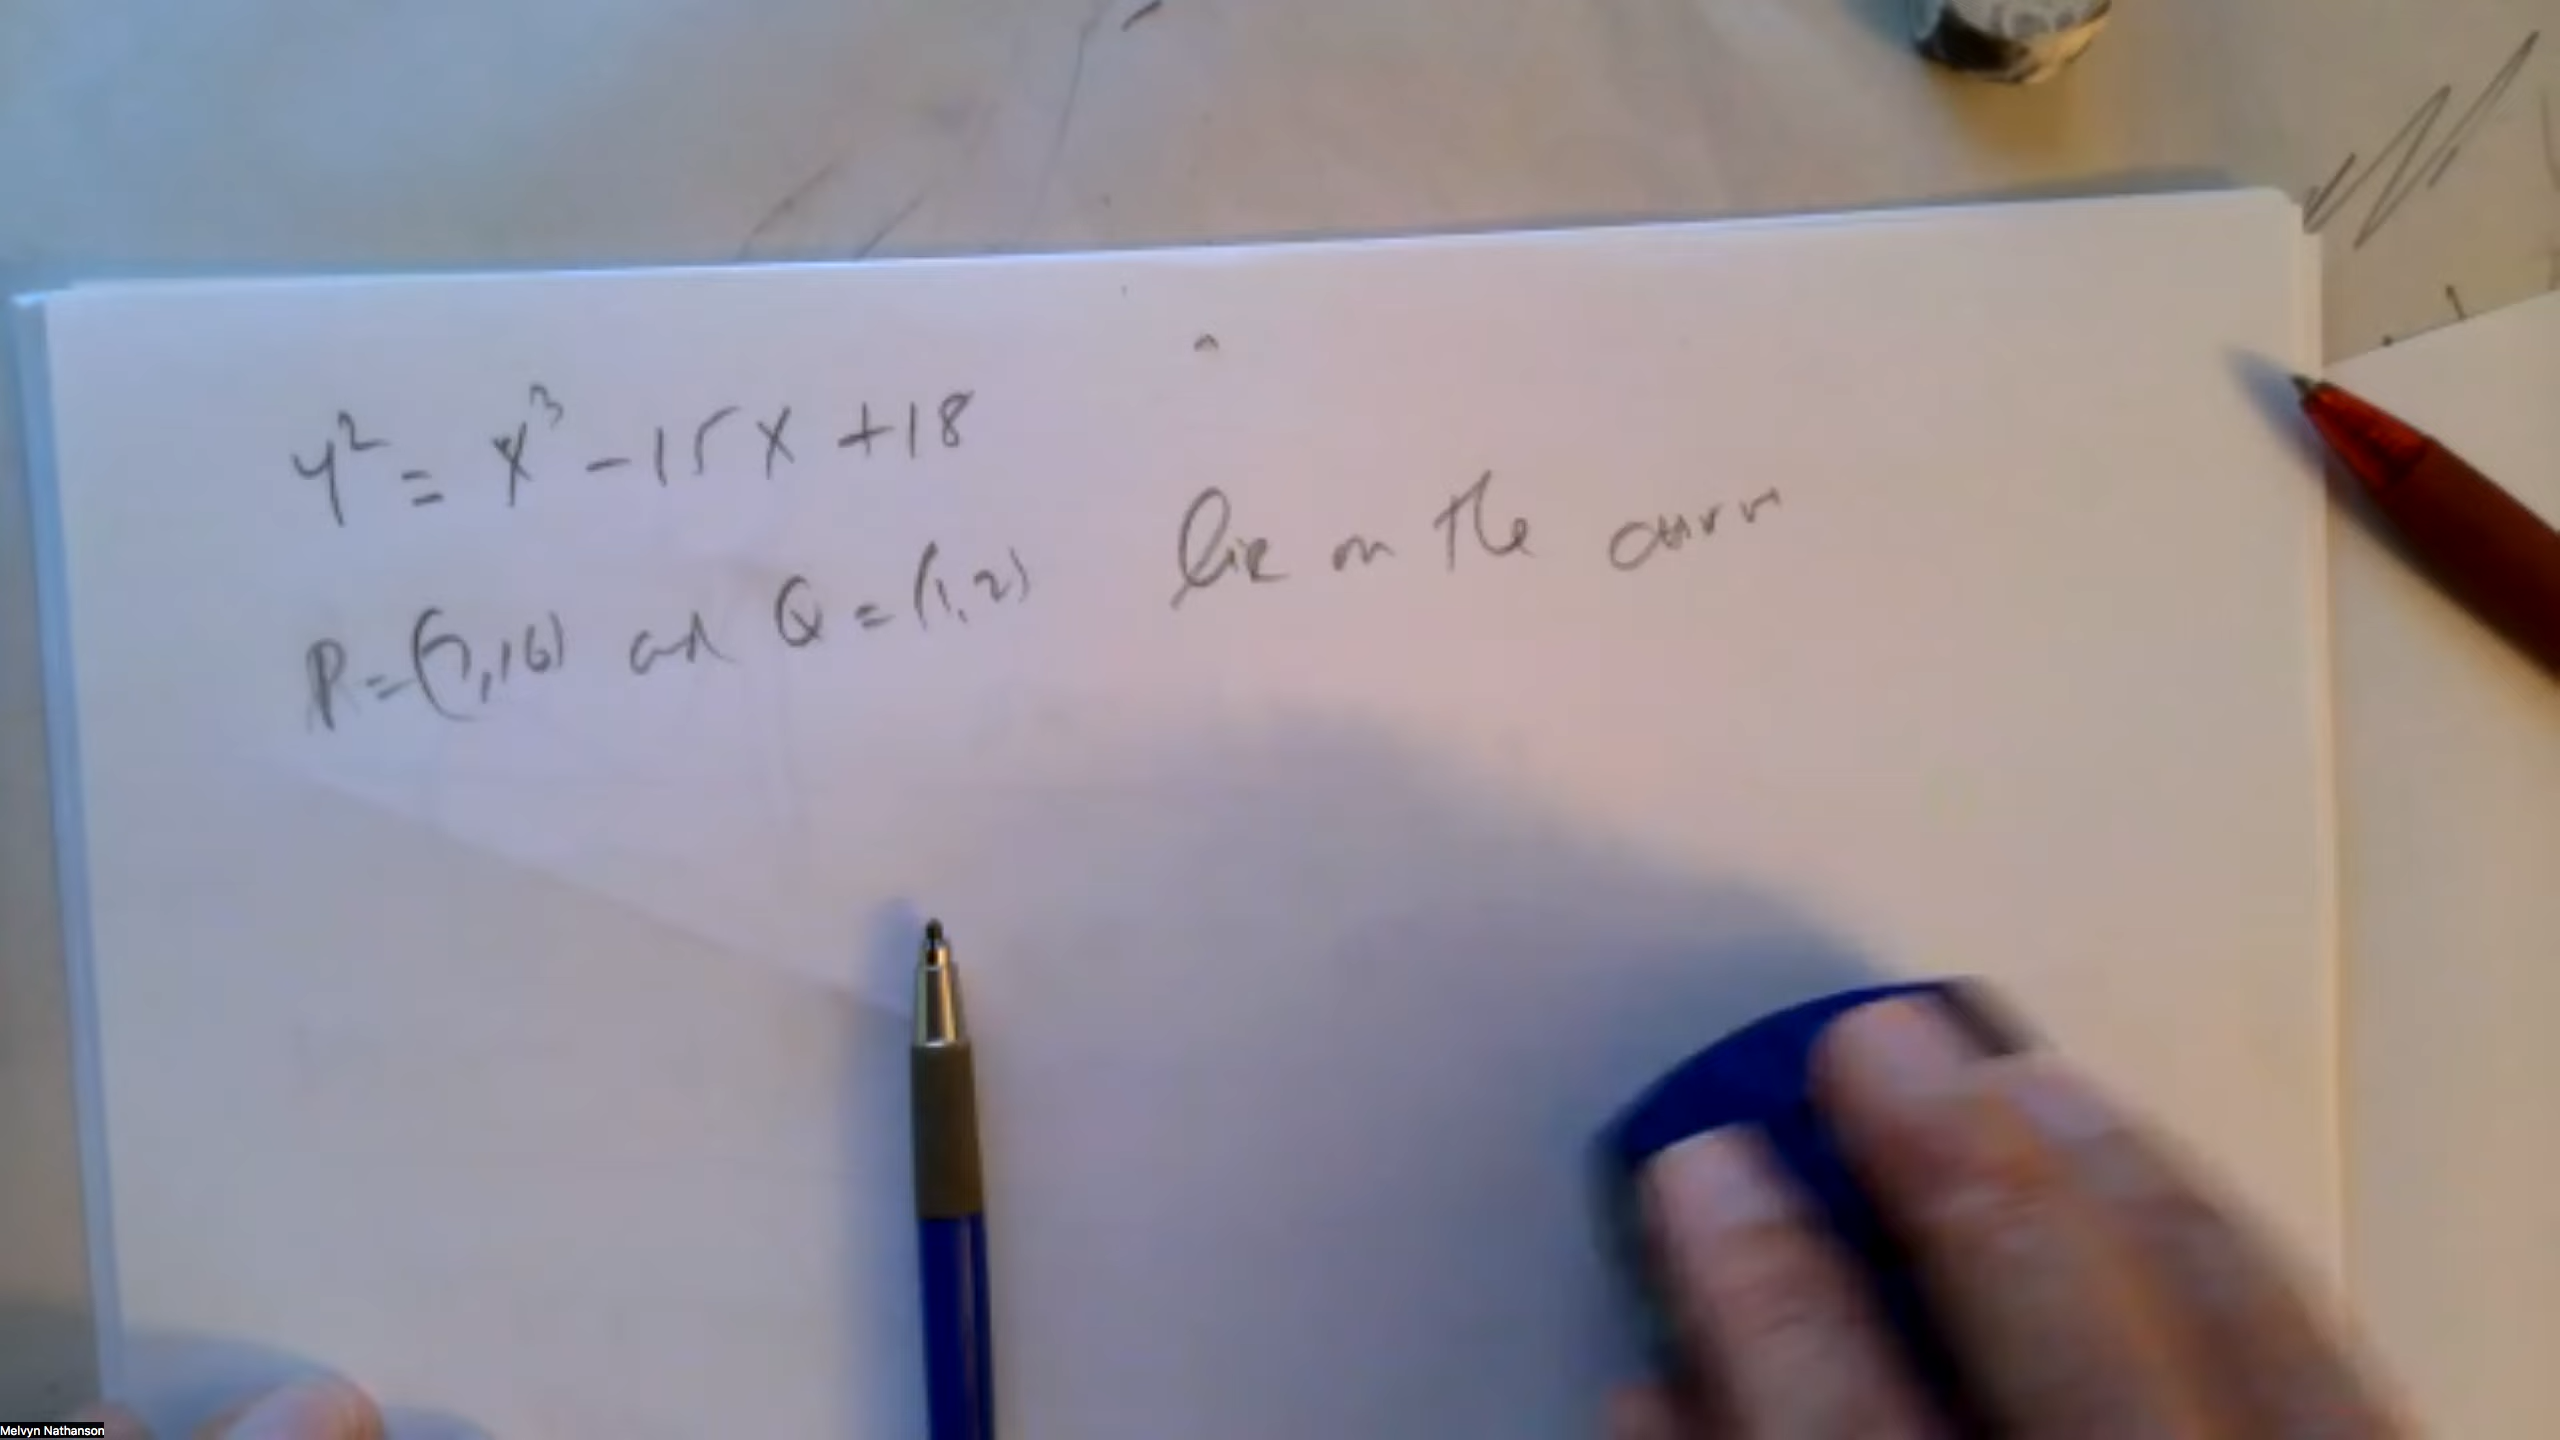 y² = x³ - 15x + 18
P = (7,16) and Q = (1,2) lie on the curve
Melvyn Nathanson